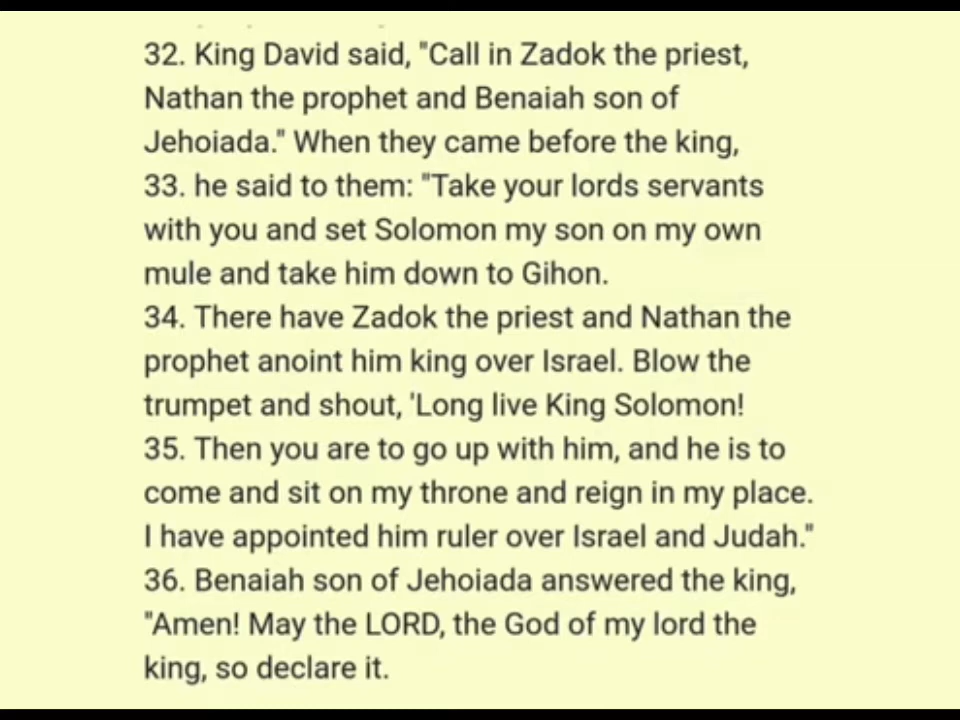 32. King David said, "Call in Zadok the priest,
Nathan the prophet and Benaiah son of
Jehoiada." When they came before the king,
33. he said to them: "Take your lords servants
with you and set Solomon my son on my own
mule and take him down to Gihon.
34. There have Zadok the priest and Nathan the
prophet anoint him king over Israel. Blow the
trumpet and shout, 'Long live King Solomon!
35. Then you are to go up with him, and he is to
come and sit on my throne and reign in my place.
I have appointed him ruler over Israel and Judah."
36. Benaiah son of Jehoiada answered the king,
"Amen! May the LORD, the God of my lord the
king, so declare it.